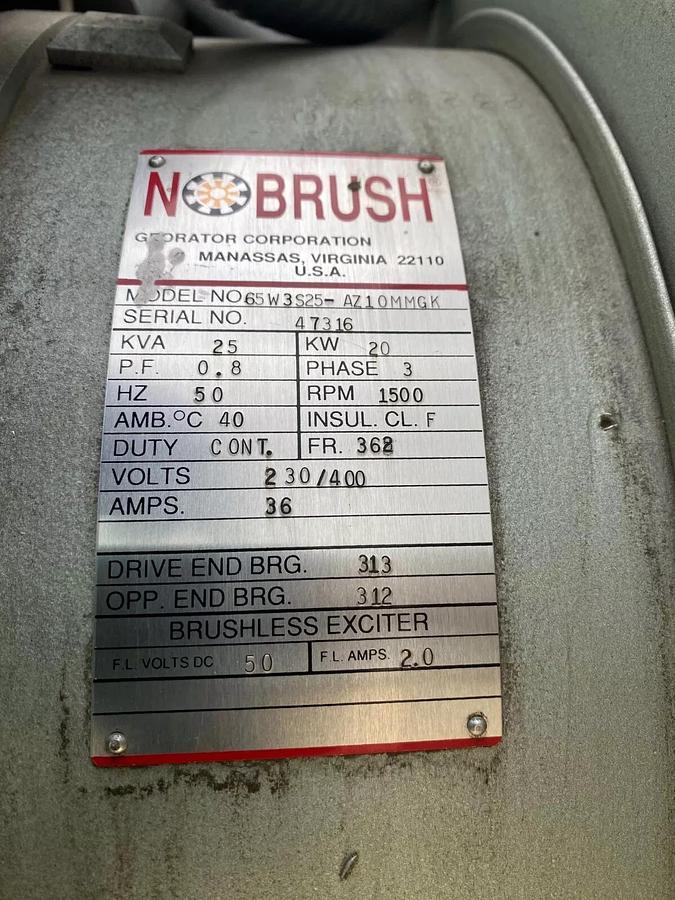 NOBRUSH®
GEORATOR CORPORATION
MANASSAS, VIRGINIA 22110
U.S.A.
MODEL NO. 65W3S25-AZ10MMGK
SERIAL NO. 47316
KVA 25 KW 20
P.F. 0.8 PHASE 3
HZ 50 RPM 1500
AMB.°C 40 INSUL. CL. F
DUTY CONT. FR.
VOLTS 230/400
AMPS. 36
DRIVE END BRG. 313
OPP. END BRG. 312
BRUSHLESS EXCITER
F.L. VOLTS DC 50 F.L. AMPS. 2.0